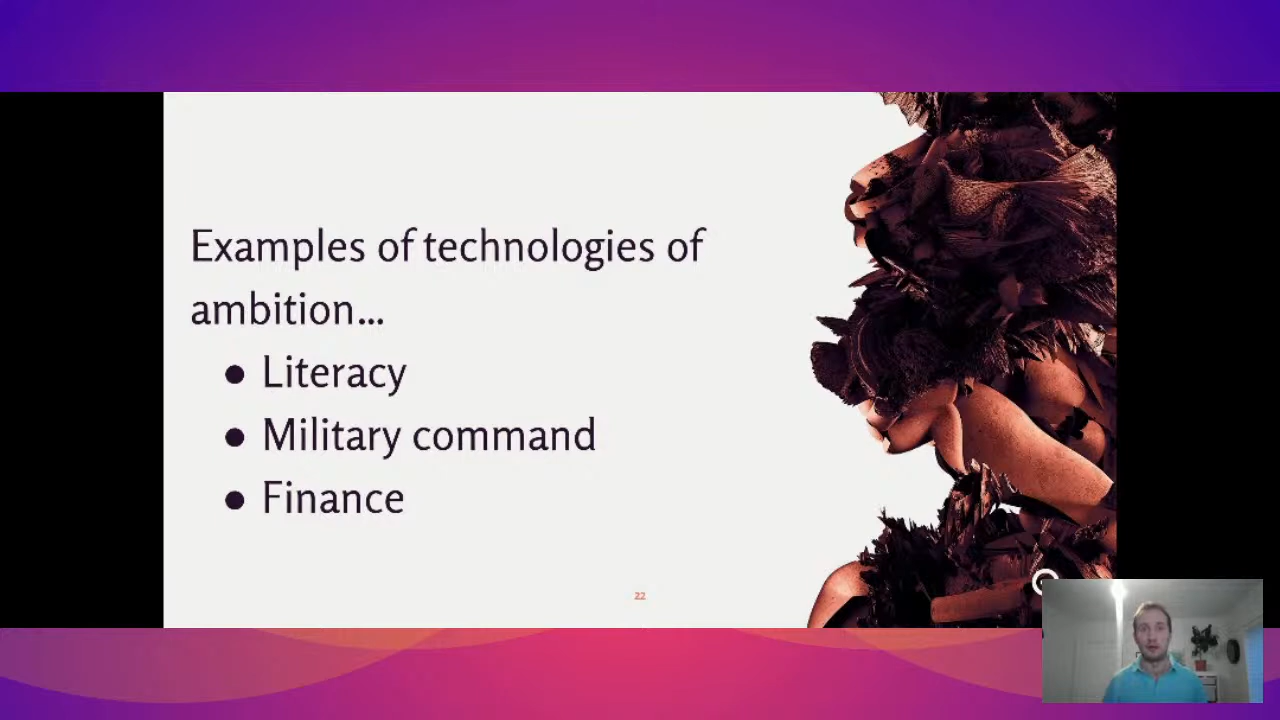 Examples of technologies of
ambition...
● Literacy
● Military command
● Finance
22